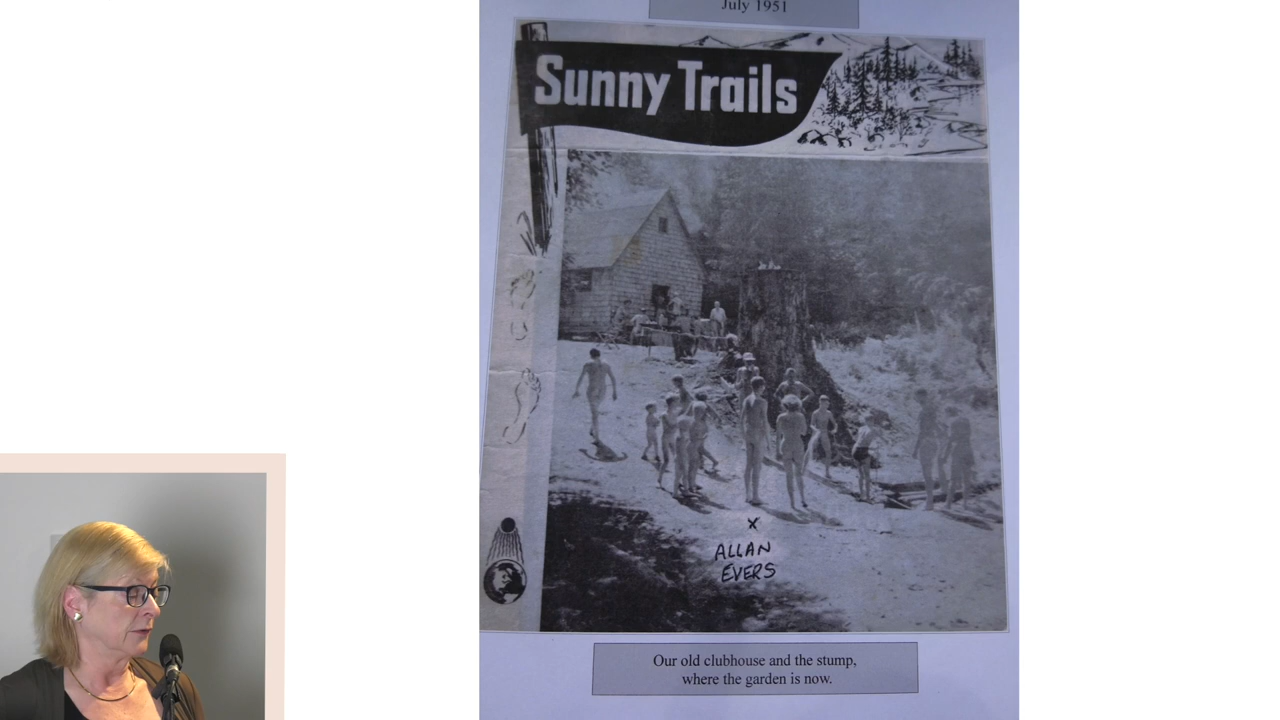 July 1951
Sunny Trails
X
ALLAN
EVERS
Our old clubhouse and the stump,
where the garden is now.